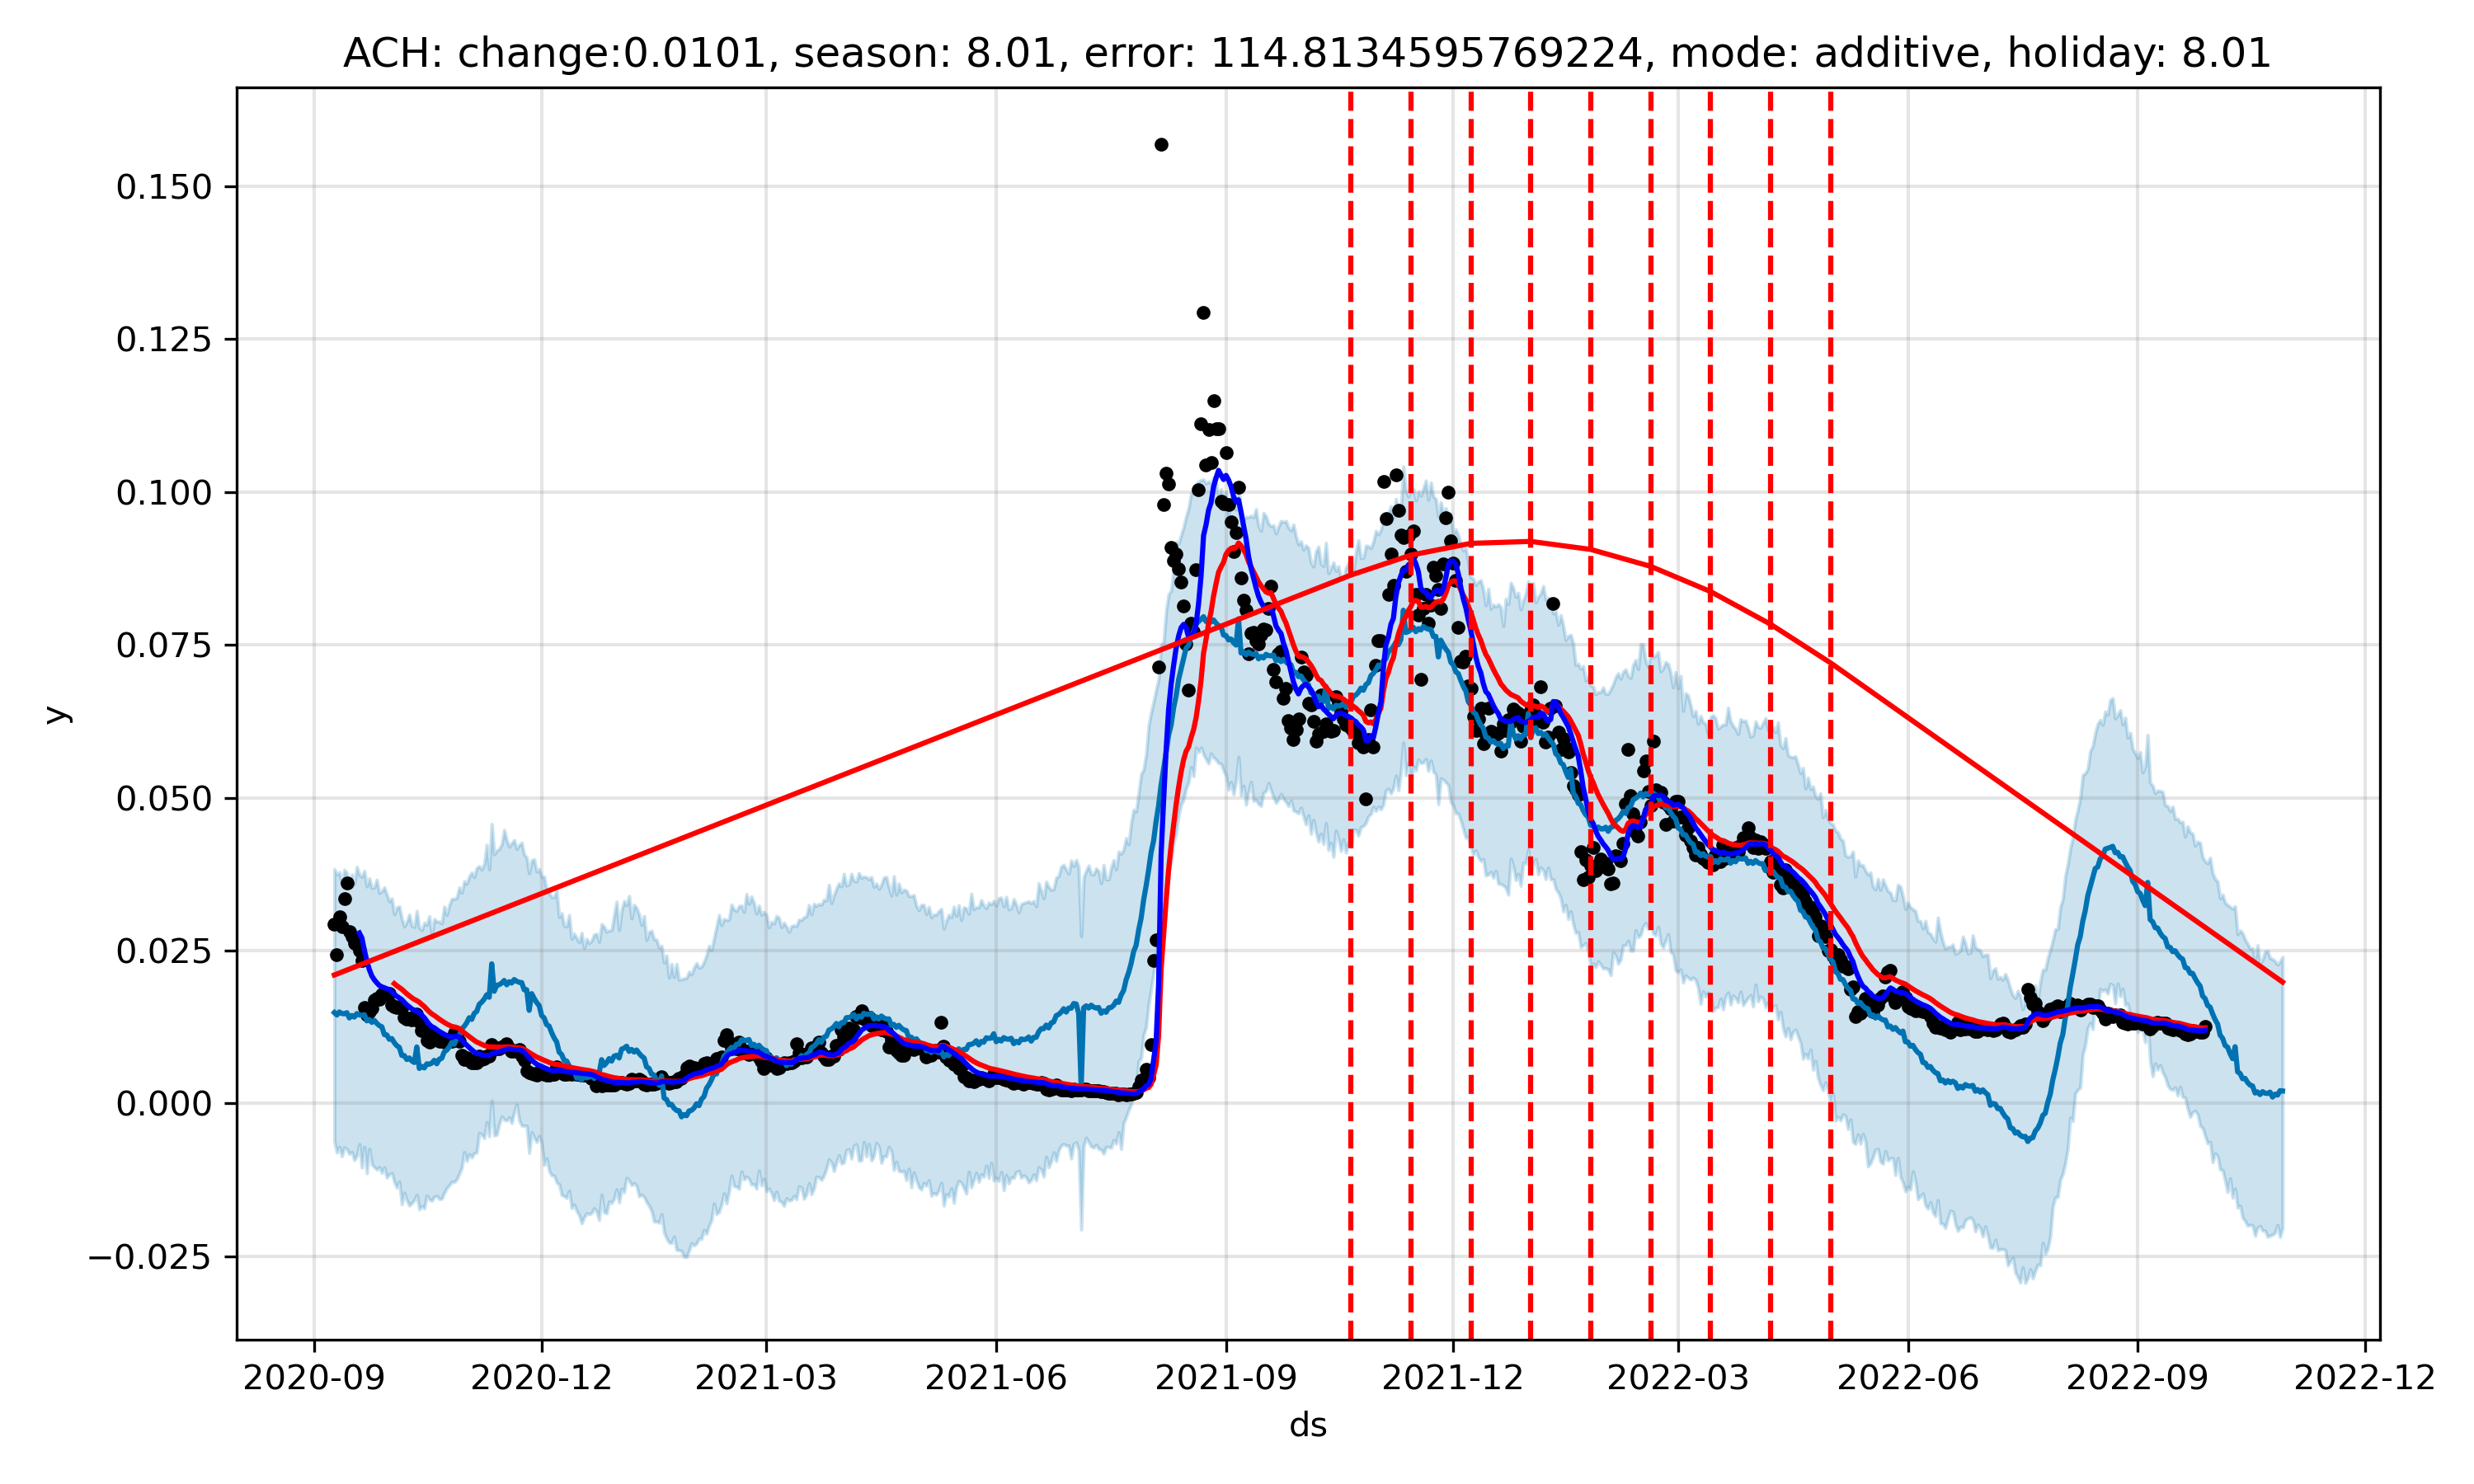 ACH: change:0.0101, season: 8.01, error: 114.8134595769224, mode: additive, holiday: 8.01
0.150
0.125
0.100
0.075
0.050
0.025
0.000
−0.025
y
2020-09 2020-12 2021-03 2021-06 2021-09 2021-12 2022-03 2022-06 2022-09 2022-12
ds